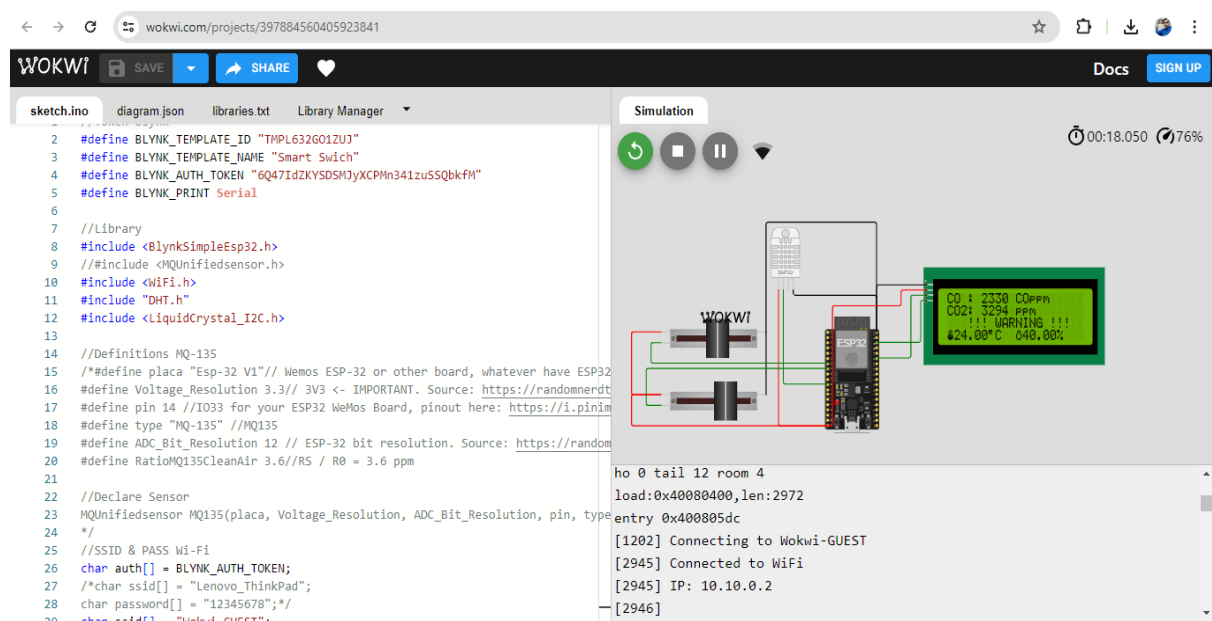 wokwi.com/projects/397884560405923841
WOKWI SAVE SHARE Docs SIGN UP
sketch.ino diagram.json libraries.txt Library Manager
2 #define BLYNK_TEMPLATE_ID "TMPL632GO1ZUJ"
3 #define BLYNK_TEMPLATE_NAME "Smart Swich"
4 #define BLYNK_AUTH_TOKEN "6Q47IdZKYSDSMJyXCPMn341zuSSQbkfM"
5 #define BLYNK_PRINT Serial
6
7 //Library
8 #include <BlynkSimpleEsp32.h>
9 //#include <MQUnifiedsensor.h>
10 #include <WiFi.h>
11 #include "DHT.h"
12 #include <LiquidCrystal_I2C.h>
13
14 //Definitions MQ-135
15 /*#define placa "Esp-32 V1"// Wemos ESP-32 or other board, whatever have ESP32
16 #define Voltage_Resolution 3.3// 3V3 <- IMPORTANT. Source: https://randomnerdt
17 #define pin 14 //IO33 for your ESP32 WeMos Board, pinout here: https://i.pinim
18 #define type "MQ-135" //MQ135
19 #define ADC_Bit_Resolution 12 // ESP-32 bit resolution. Source: https://random
20 #define RatioMQ135CleanAir 3.6//RS / R0 = 3.6 ppm
21
22 //Declare Sensor
23 MQUnifiedsensor MQ135(placa, Voltage_Resolution, ADC_Bit_Resolution, pin, type
24 */
25 //SSID & PASS Wi-Fi
26 char auth[] = BLYNK_AUTH_TOKEN;
27 /*char ssid[] = "Lenovo_ThinkPad";
28 char password[] = "12345678";*/
29 char ssid[] = "Wokwi-GUEST";
Simulation
00:18.050 76%
DHT22
WOKWI
ESP32
CO : 2330 COppm
CO2: 3294 ppm
!!! WARNING !!!
24.00°C 40.00%
ho 0 tail 12 room 4
load:0x40080400,len:2972
entry 0x400805dc
[1202] Connecting to Wokwi-GUEST
[2945] Connected to WiFi
[2945] IP: 10.10.0.2
[2946]